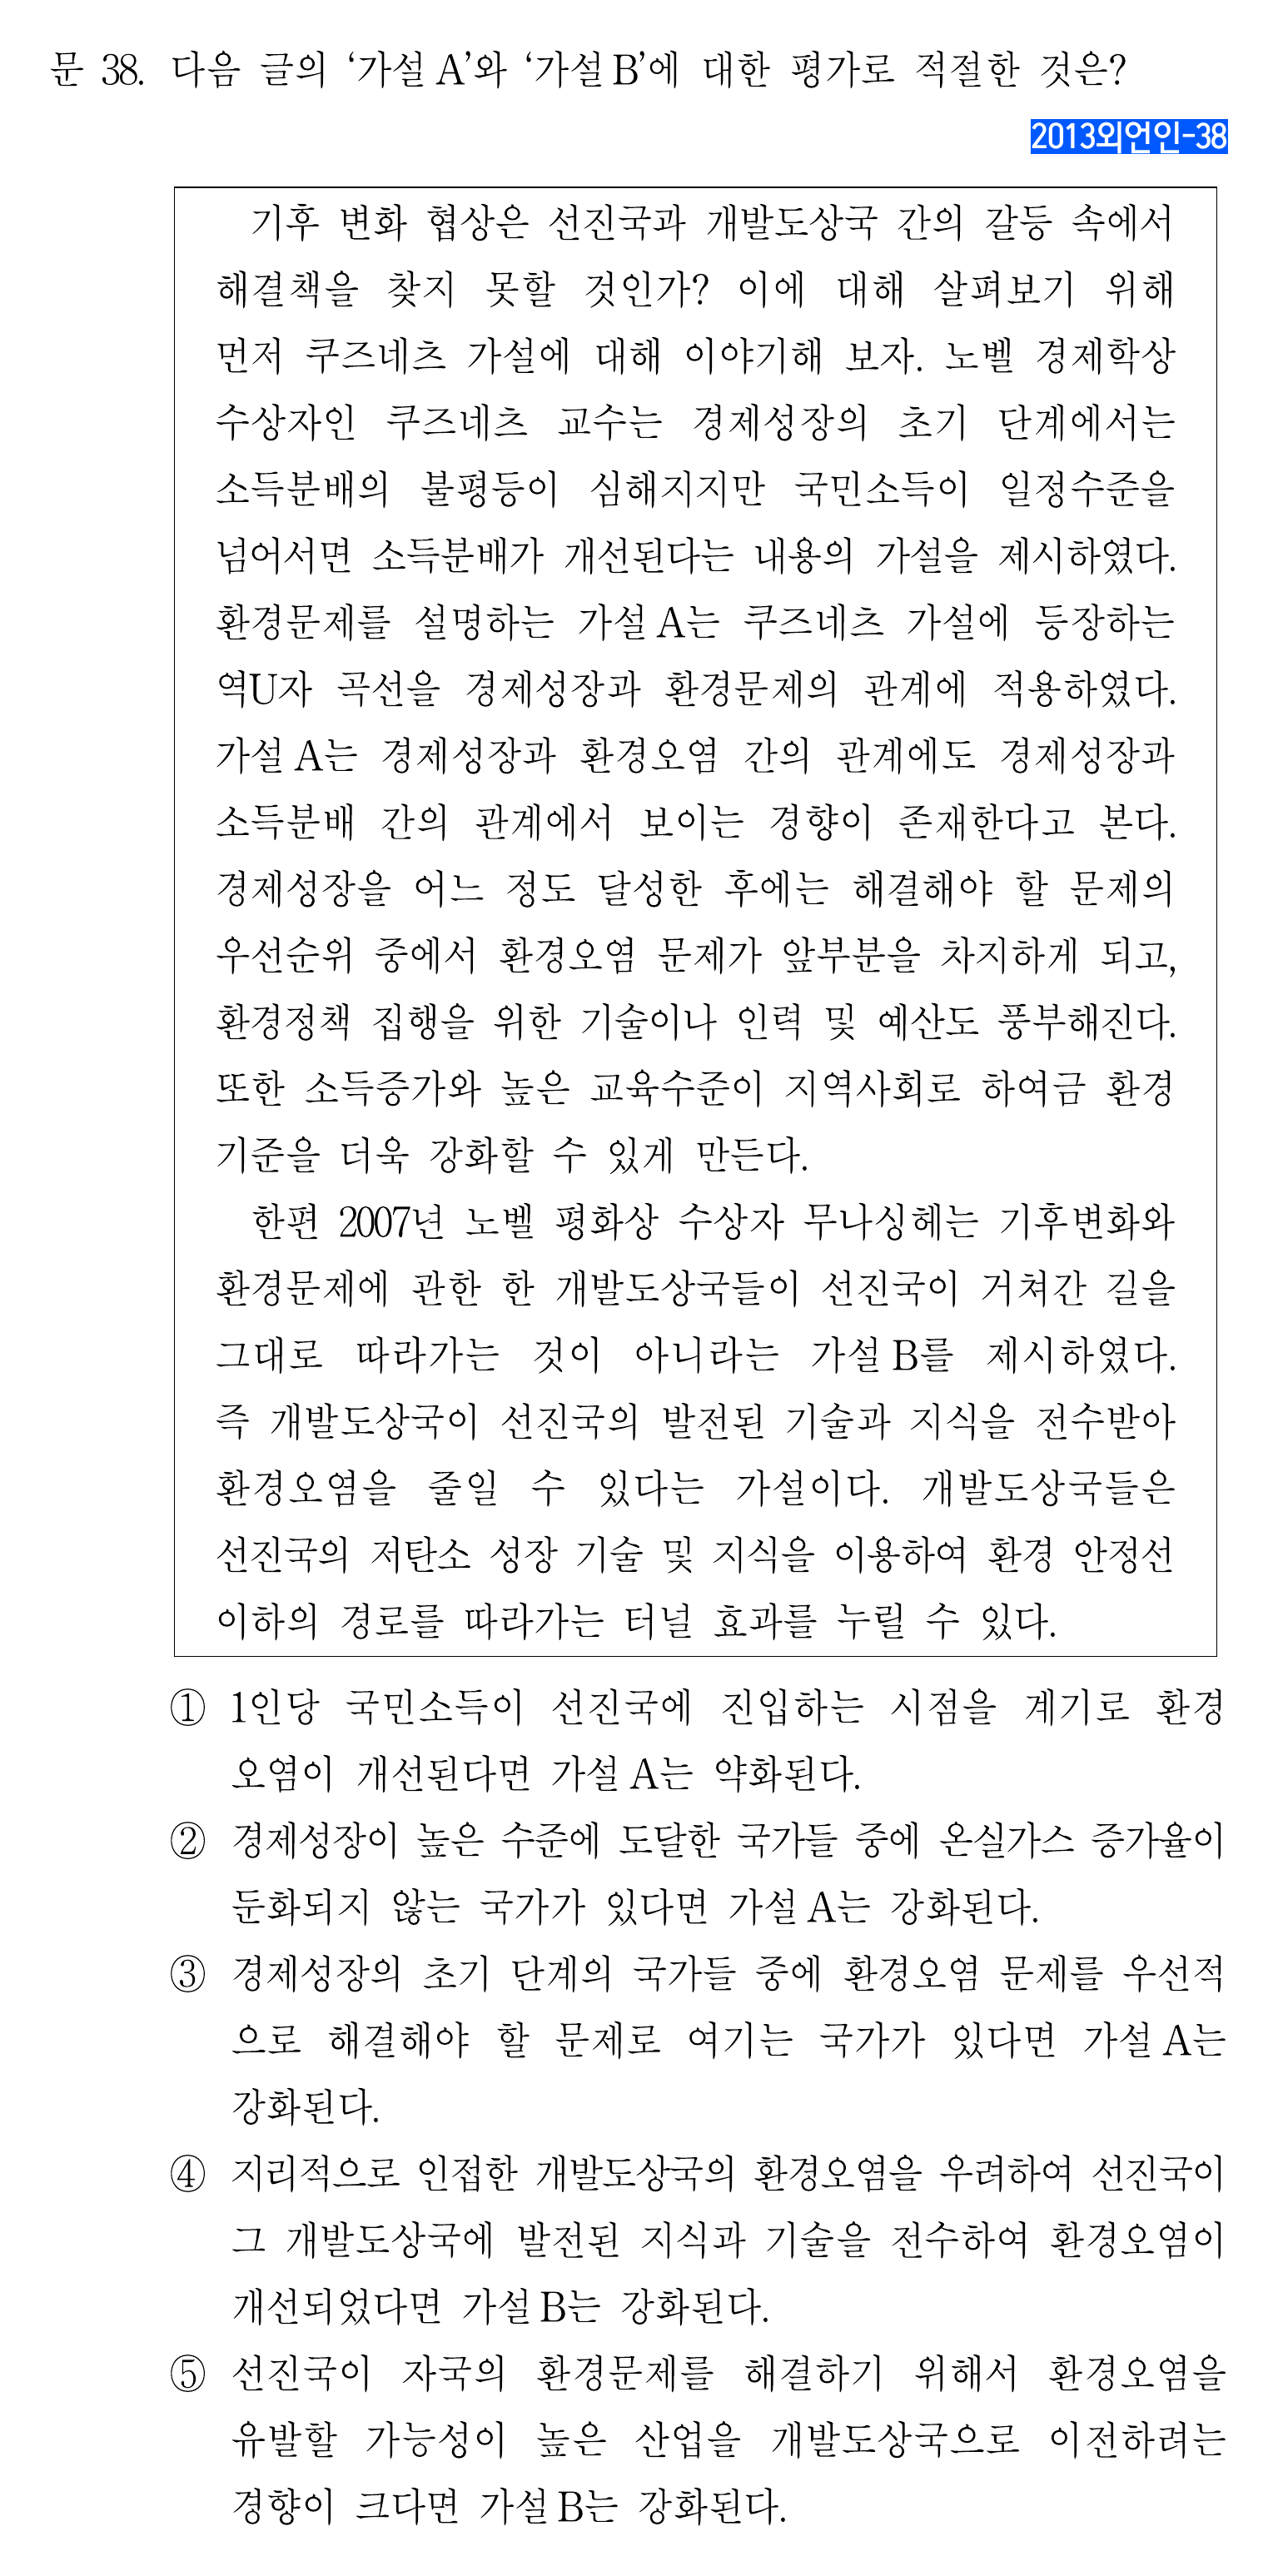 문 38. 다음 글의 ‘가설 A’와 ‘가설 B’에 대한 평가로 적절한 것은?
2013외언인-38
기후 변화 협상은 선진국과 개발도상국 간의 갈등 속에서
해결책을 찾지 못할 것인가? 이에 대해 살펴보기 위해
먼저 쿠즈네츠 가설에 대해 이야기해 보자. 노벨 경제학상
수상자인 쿠즈네츠 교수는 경제성장의 초기 단계에서는
소득분배의 불평등이 심해지지만 국민소득이 일정수준을
넘어서면 소득분배가 개선된다는 내용의 가설을 제시하였다.
환경문제를 설명하는 가설 A는 쿠즈네츠 가설에 등장하는
역U자 곡선을 경제성장과 환경문제의 관계에 적용하였다.
가설 A는 경제성장과 환경오염 간의 관계에도 경제성장과
소득분배 간의 관계에서 보이는 경향이 존재한다고 본다.
경제성장을 어느 정도 달성한 후에는 해결해야 할 문제의
우선순위 중에서 환경오염 문제가 앞부분을 차지하게 되고,
환경정책 집행을 위한 기술이나 인력 및 예산도 풍부해진다.
또한 소득증가와 높은 교육수준이 지역사회로 하여금 환경
기준을 더욱 강화할 수 있게 만든다.
한편 2007년 노벨 평화상 수상자 무나싱헤는 기후변화와
환경문제에 관한 한 개발도상국들이 선진국이 거쳐간 길을
그대로 따라가는 것이 아니라는 가설 B를 제시하였다.
즉 개발도상국이 선진국의 발전된 기술과 지식을 전수받아
환경오염을 줄일 수 있다는 가설이다. 개발도상국들은
선진국의 저탄소 성장 기술 및 지식을 이용하여 환경 안정선
이하의 경로를 따라가는 터널 효과를 누릴 수 있다.
① 1인당 국민소득이 선진국에 진입하는 시점을 계기로 환경
오염이 개선된다면 가설 A는 약화된다.
② 경제성장이 높은 수준에 도달한 국가들 중에 온실가스 증가율이
둔화되지 않는 국가가 있다면 가설 A는 강화된다.
③ 경제성장의 초기 단계의 국가들 중에 환경오염 문제를 우선적
으로 해결해야 할 문제로 여기는 국가가 있다면 가설 A는
강화된다.
④ 지리적으로 인접한 개발도상국의 환경오염을 우려하여 선진국이
그 개발도상국에 발전된 지식과 기술을 전수하여 환경오염이
개선되었다면 가설 B는 강화된다.
⑤ 선진국이 자국의 환경문제를 해결하기 위해서 환경오염을
유발할 가능성이 높은 산업을 개발도상국으로 이전하려는
경향이 크다면 가설 B는 강화된다.